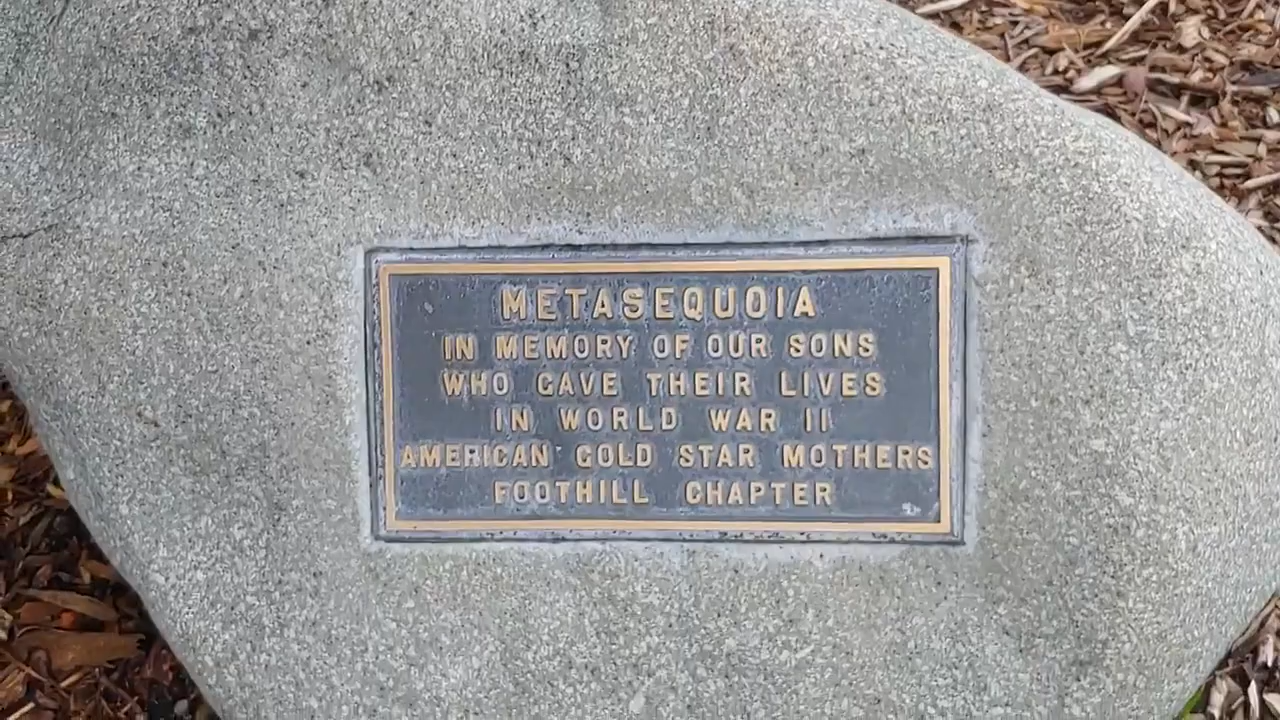 METASEQUOIA
IN MEMORY OF OUR SONS
WHO GAVE THEIR LIVES
IN WORLD WAR II
AMERICAN GOLD STAR MOTHERS
FOOTHILL CHAPTER